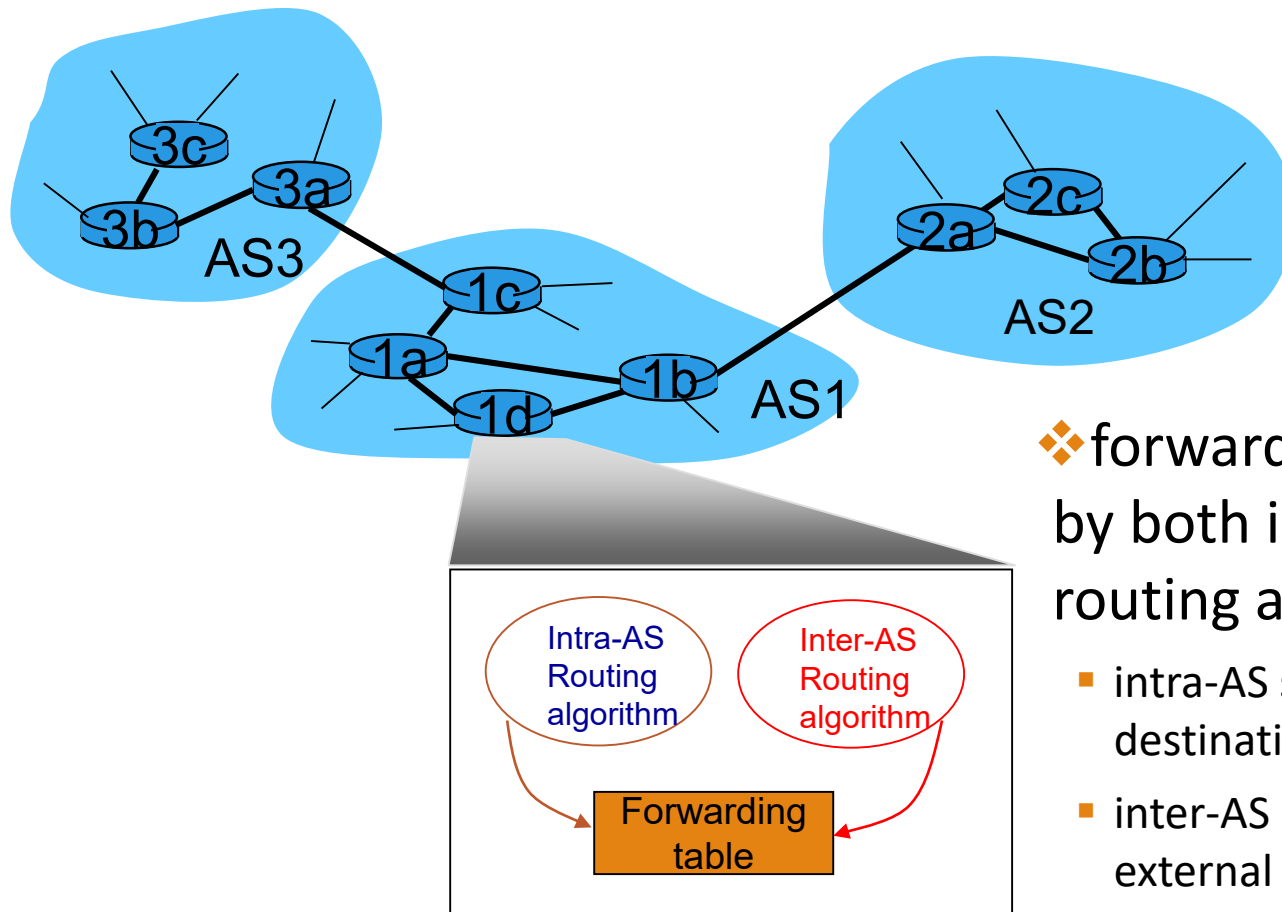 3c
3a
3b
AS3
2c
2a
2b
AS2
1c
1a
1b
1d
AS1
Intra-AS
Routing
algorithm
Inter-AS
Routing
algorithm
Forwarding
table
❖forward
by both i
routing a
▪ intra-AS
destinati
▪ inter-AS
external